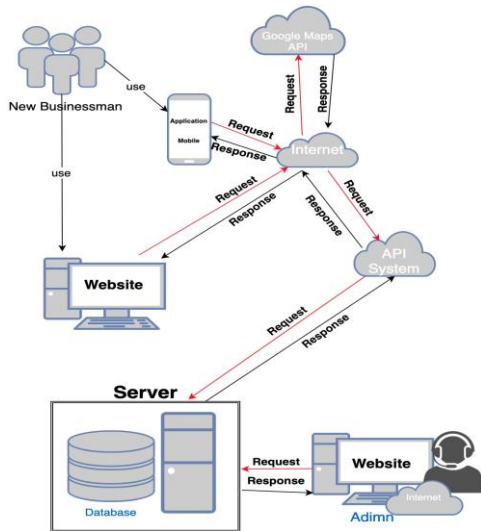 Google Maps
API
New Businessman
use
Application
Mobile
Request
Response
Request
Response
Internet
use
Request
Response
Request
Response
Website
API
System
Request
Response
Server
Database
Request
Response
Website
Internet
Adimn